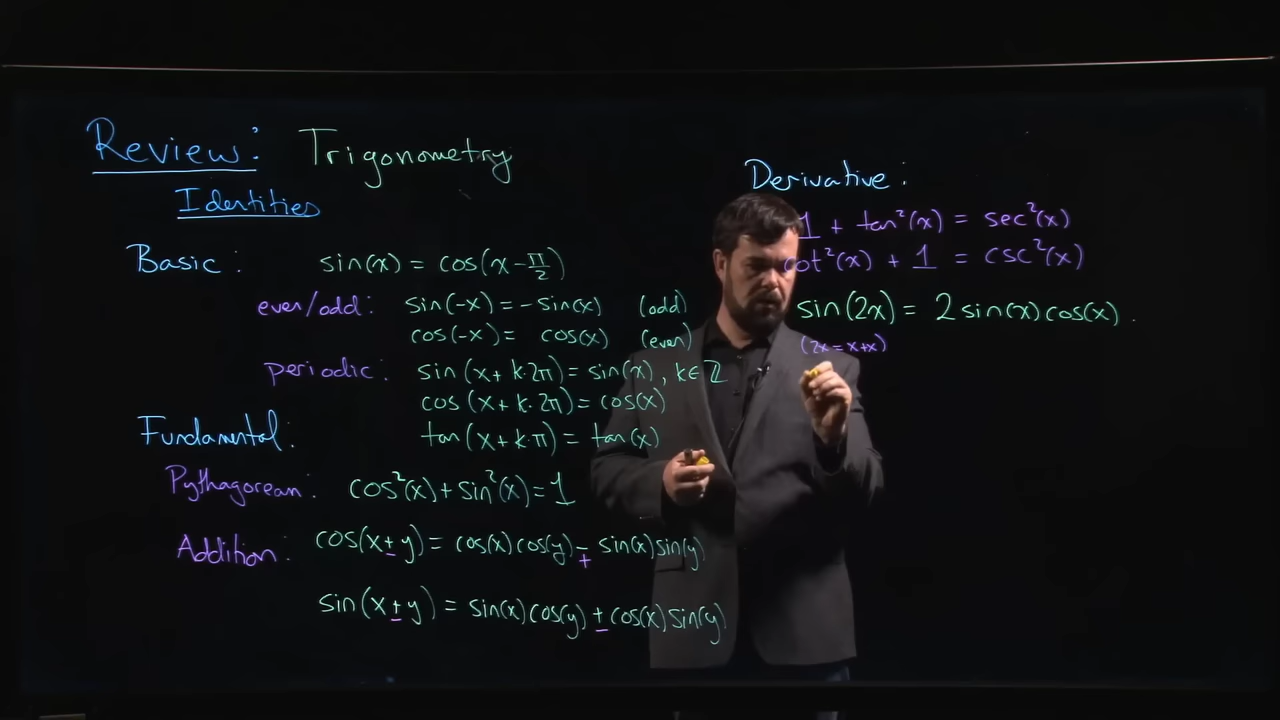 Review: Trigonometry
Identities
Basic: sin(x) = cos(x - π/2)
even/odd: sin(-x) = -sin(x) (odd)
cos(-x) = cos(x) (even)
periodic: sin(x + k·2π) = sin(x), k∈ℤ
cos(x + k·2π) = cos(x)
tan(x + k·π) = tan(x)
Fundamental:
Pythagorean: cos²(x) + sin²(x) = 1
Addition: cos(x ± y) = cos(x)cos(y) ∓ sin(x)sin(y)
sin(x ± y) = sin(x)cos(y) ± cos(x)sin(y)
Derivative:
1 + tan²(x) = sec²(x)
cot²(x) + 1 = csc²(x)
sin(2x) = 2 sin(x)cos(x).
(2x = x+x)